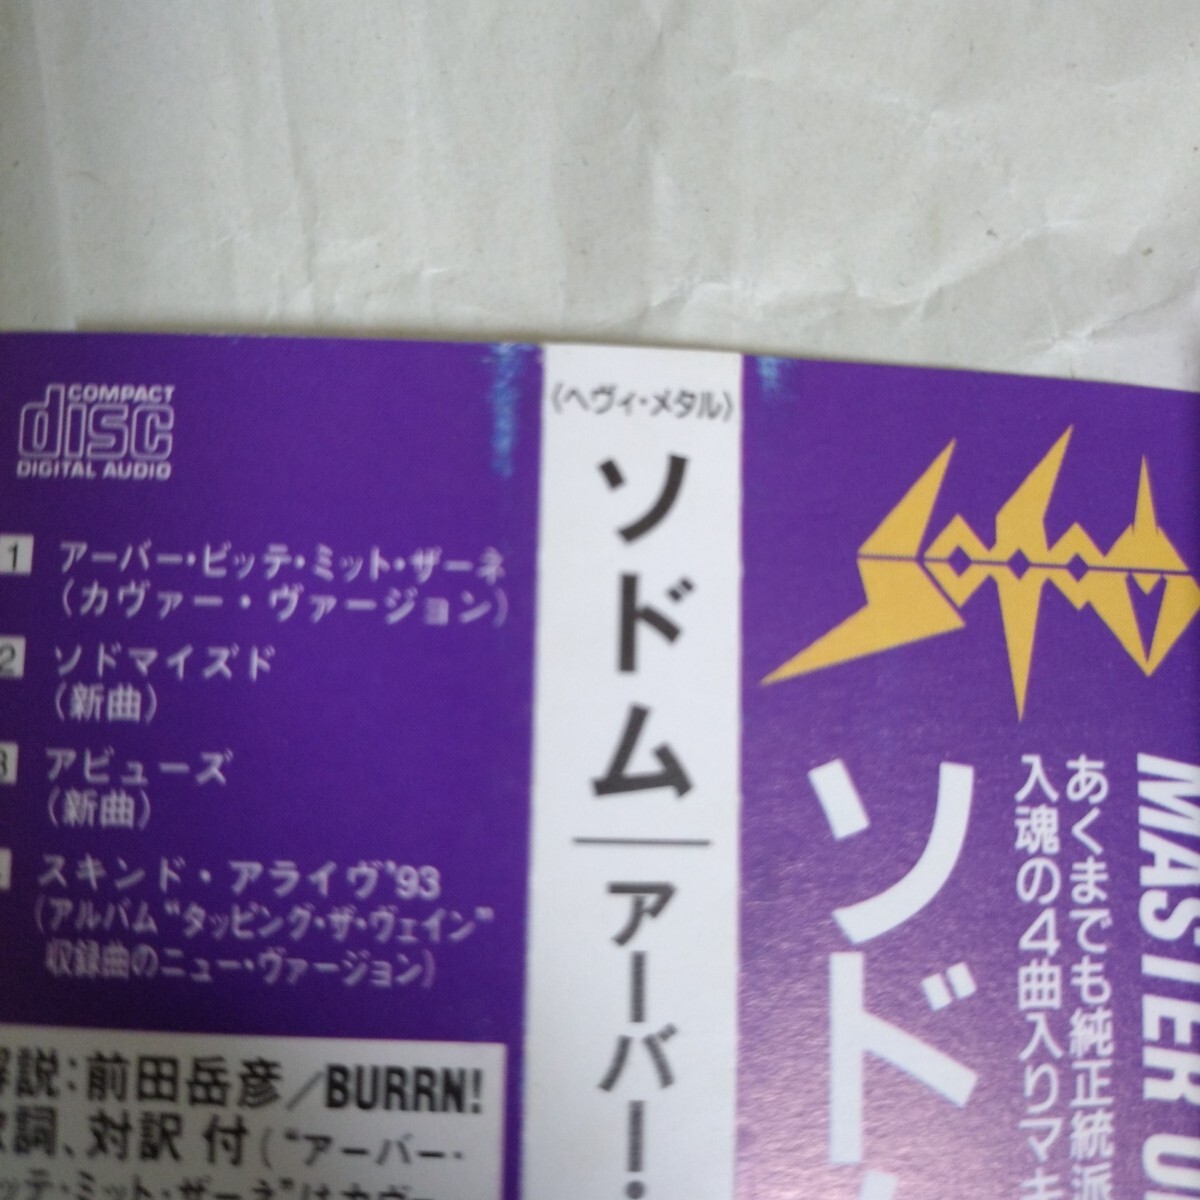 COMPACT
disc
DIGITAL AUDIO
1 アーバー・ビッテ・ミット・ザーネ
(カヴァー・ヴァージョン)
2 ソドマイズド
(新曲)
3 アビューズ
(新曲)
スキンド・アライヴ'93
(アルバム“タッピング・ザ・ヴェイン”
収録曲のニュー・ヴァージョン)
解説:前田岳彦/BURRN!
歌詞、対訳 付(“アーバー・
ッテ・ミット・ザーネ”はカヴァー
〈ヘヴィ・メタル〉
ソドム|アーバー・
Sodom
ソド
MASTER O
あくまでも純正統派
入魂の4曲入りマキ